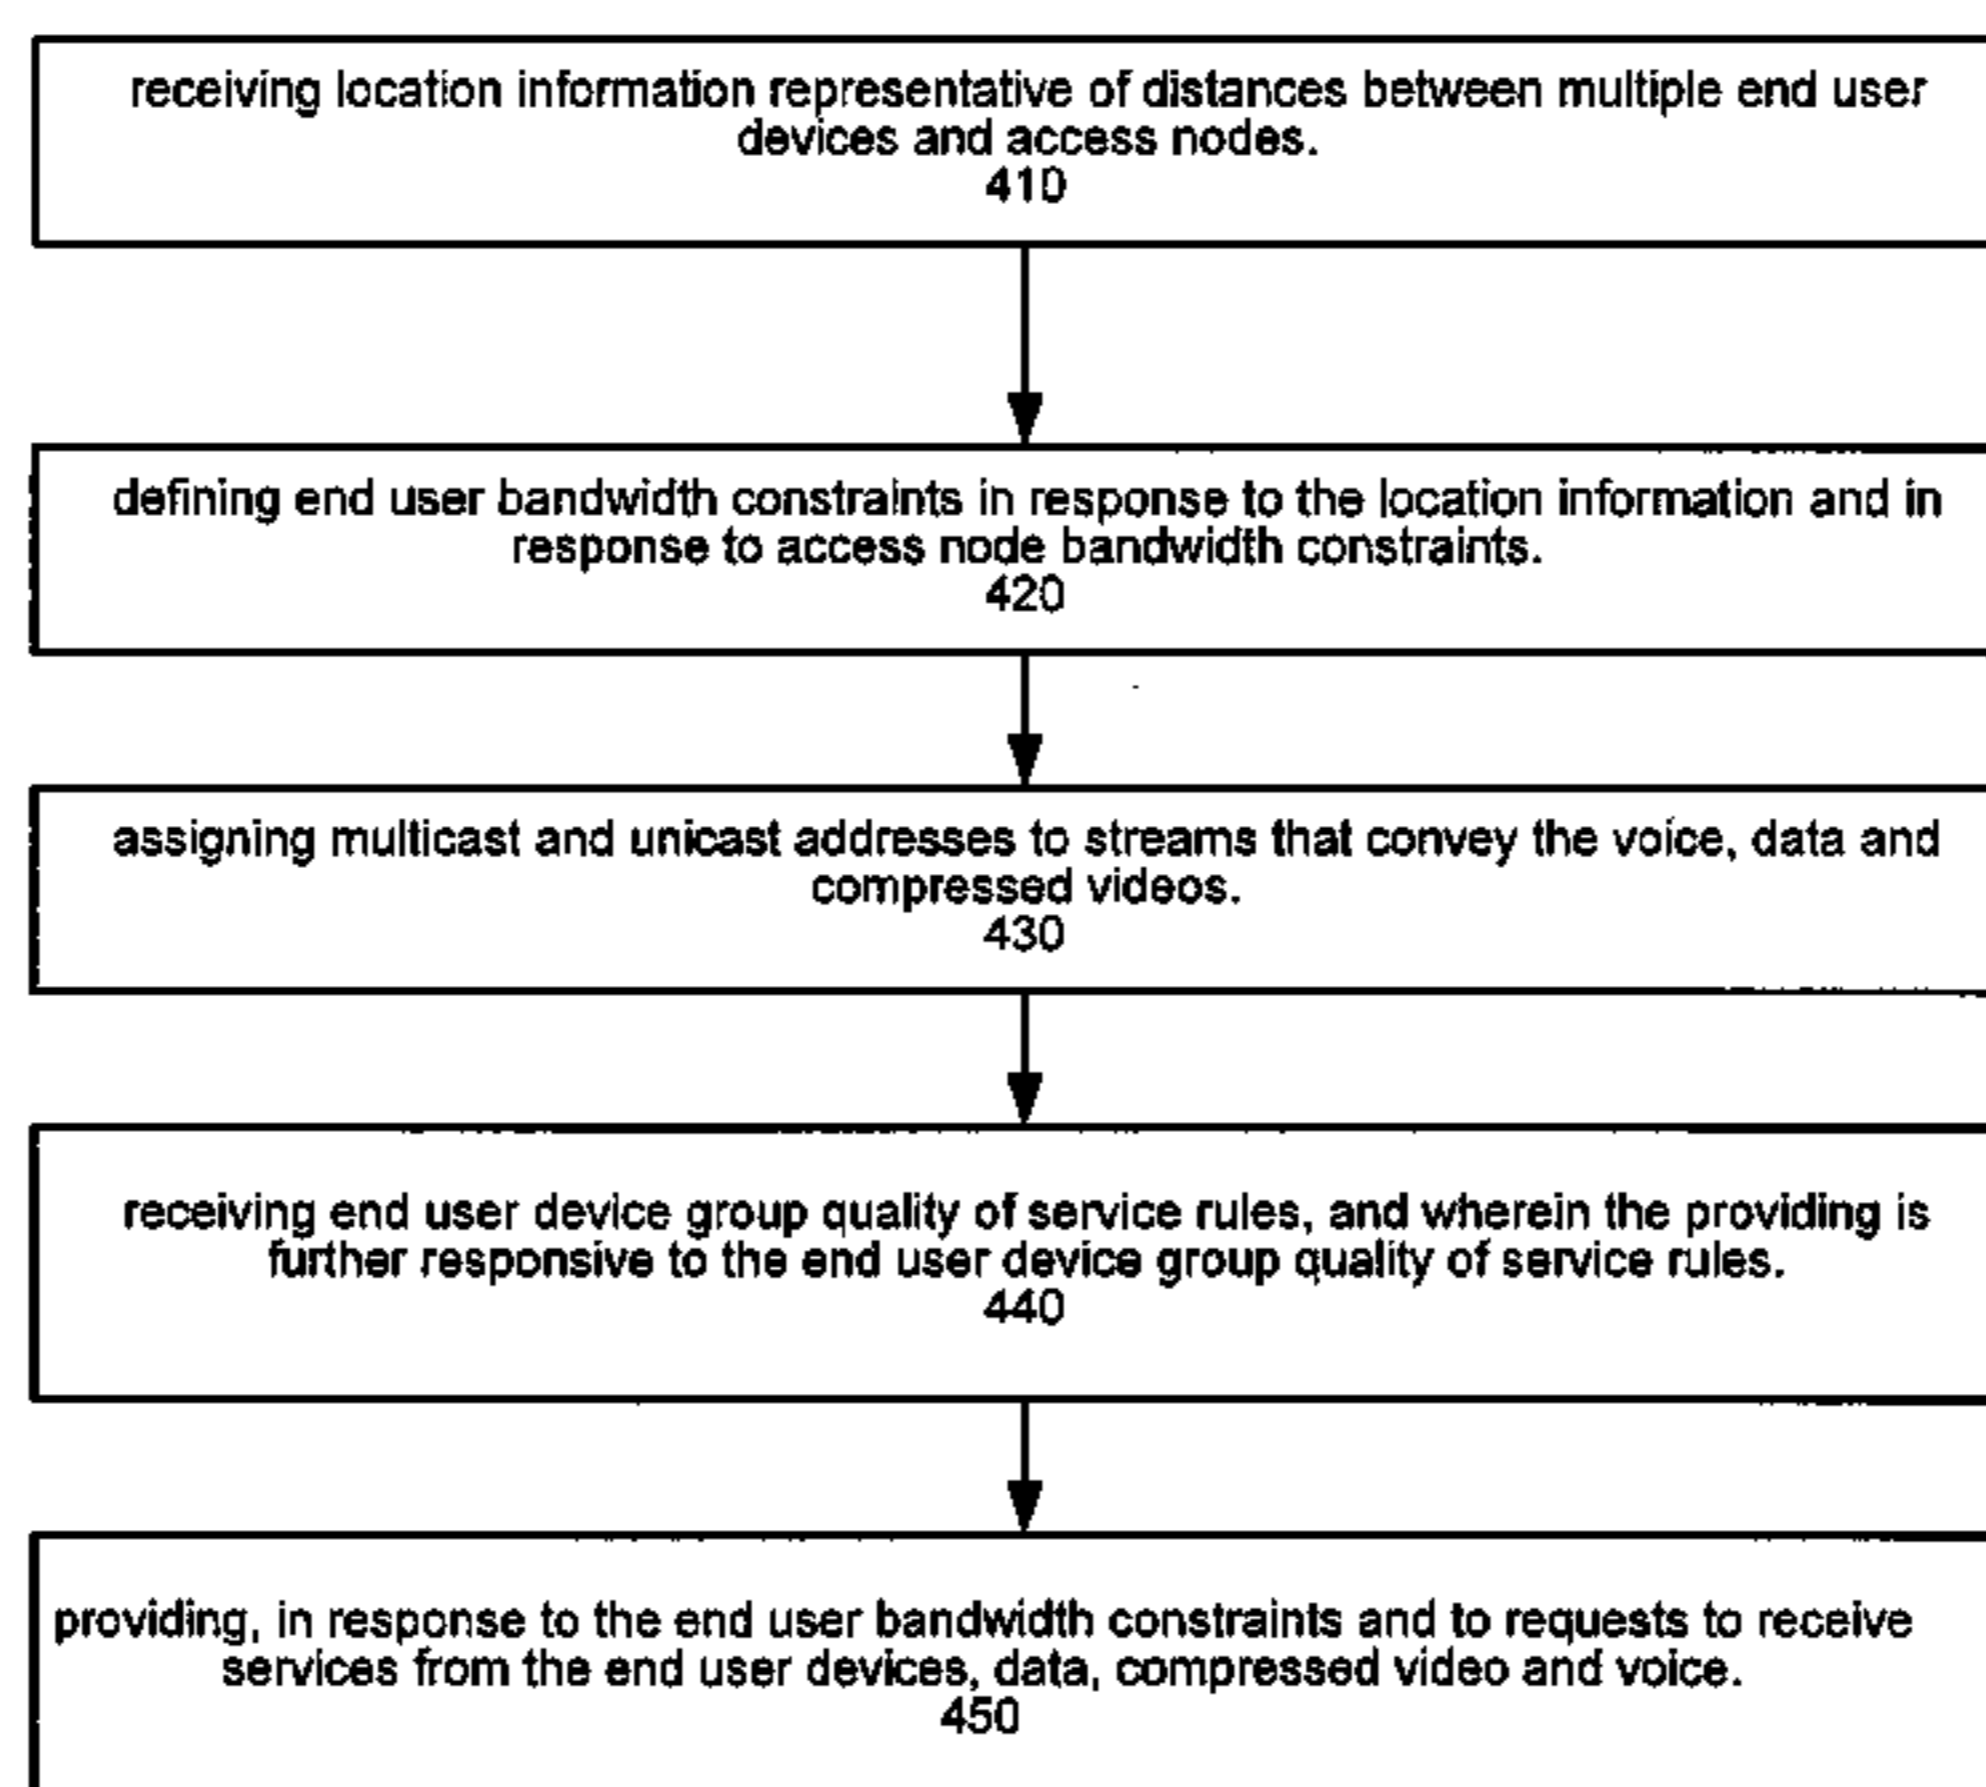 receiving location information representative of distances between multiple end user
devices and access nodes.
410
defining end user bandwidth constraints in response to the location information and in
response to access node bandwidth constraints.
420
assigning multicast and unicast addresses to streams that convey the voice, data and
compressed videos.
430
receiving end user device group quality of service rules, and wherein the providing is
further responsive to the end user device group quality of service rules.
440
providing, in response to the end user bandwidth constraints and to requests to receive
services from the end user devices, data, compressed video and voice.
450